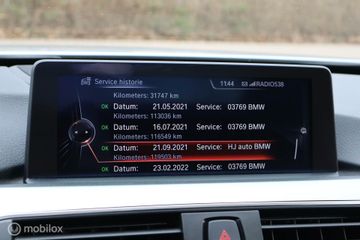 Service historie
11:44 RADIO538
Kilometers: 31747 km
OK Datum: 21.05.2021 Service: 03769 BMW
Kilometers: 113036 km
OK Datum: 16.07.2021 Service: 03769 BMW
Kilometers: 116549 km
OK Datum: 21.09.2021 Service: HJ auto BMW
Kilometers: 119503 km
OK Datum: 23.02.2022 Service: 03769 BMW
mobilox